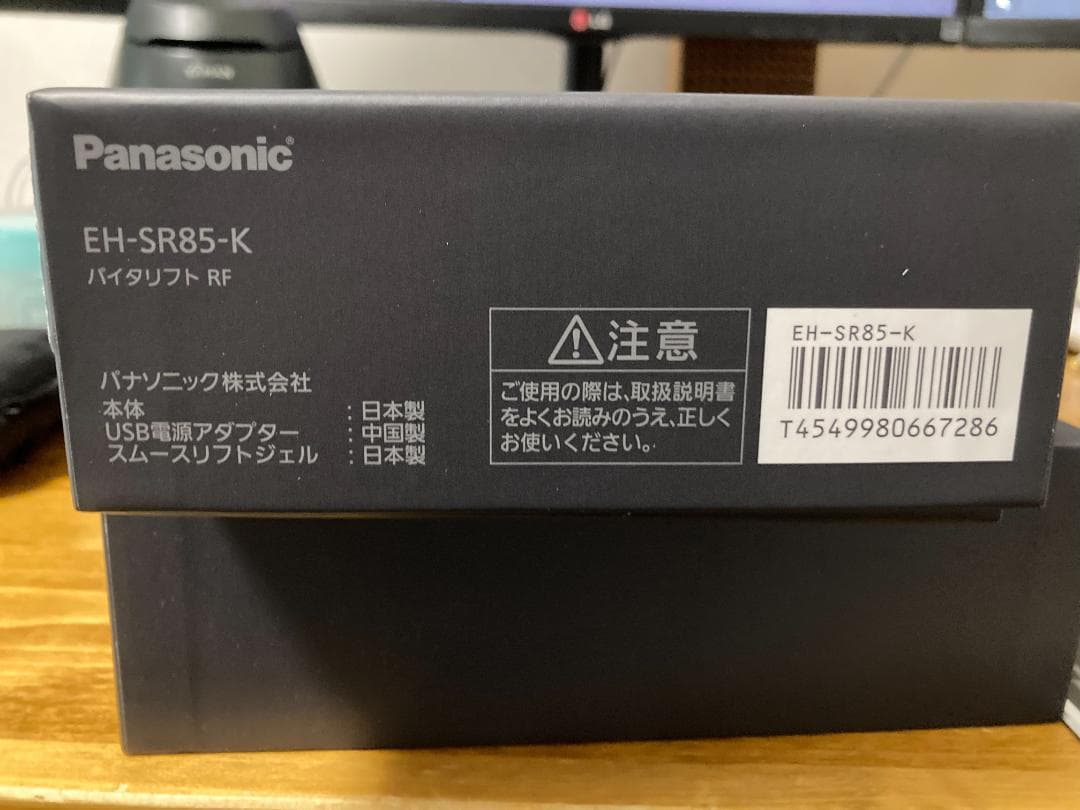 LG
Panasonic®
EH-SR85-K
バイタリフト RF
パナソニック株式会社
本体 :日本製
USB電源アダプター :中国製
スムースリフトジェル :日本製
注意
ご使用の際は、取扱説明書
をよくお読みのうえ、正しく
お使いください。
EH-SR85-K
T4549980667286